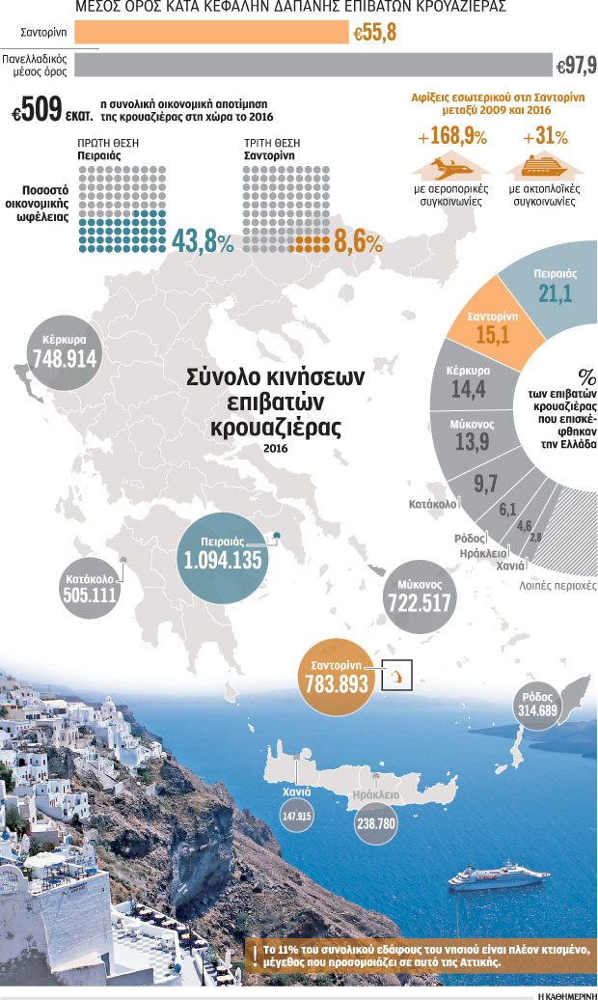 ΜΕΣΟΣ ΟΡΟΣ ΚΑΤΑ ΚΕΦΑΛΗΝ ΔΑΠΑΝΗΣ ΕΠΙΒΑΤΩΝ ΚΡΟΥΑΖΙΕΡΑΣ
Σαντορίνη
€55,8
Πανελλαδικός
μέσος όρος
€97,9
€509 εκατ.
η συνολική οικονομική αποτίμηση
της κρουαζιέρας στη χώρα το 2016
Αφίξεις εσωτερικού στη Σαντορίνη
μεταξύ 2009 και 2016
+168,9%
με αεροπορικές
συγκοινωνίες
+31%
με ακτοπλοϊκές
συγκοινωνίες
Ποσοστό
οικονομικής
ωφέλειας
ΠΡΩΤΗ ΘΕΣΗ
Πειραιάς
43,8%
ΤΡΙΤΗ ΘΕΣΗ
Σαντορίνη
8,6%
Πειραιάς
21,1
Σαντορίνη
15,1
Κέρκυρα
14,4
Μύκονος
13,9
9,7
Κατάκολο
6,1
Ρόδος
4,6
Ηράκλειο
2,8
Χανιά
Λοιπές περιοχές
%
των επιβατών
κρουαζιέρας
που επισκέ-
φθηκαν
την Ελλάδα
Σύνολο κινήσεων
επιβατών
κρουαζιέρας
2016
Κέρκυρα
748.914
Πειραιάς
1.094.135
Κατάκολο
505.111
Μύκονος
722.517
Σαντορίνη
783.893
Ρόδος
314.689
Χανιά
147.915
Ηράκλειο
238.780
! Το 11% του συνολικού εδάφους του νησιού είναι πλέον κτισμένο,
μέγεθος που προσομοιάζει σε αυτό της Αττικής.
Η ΚΑΘΗΜΕΡΙΝΗ